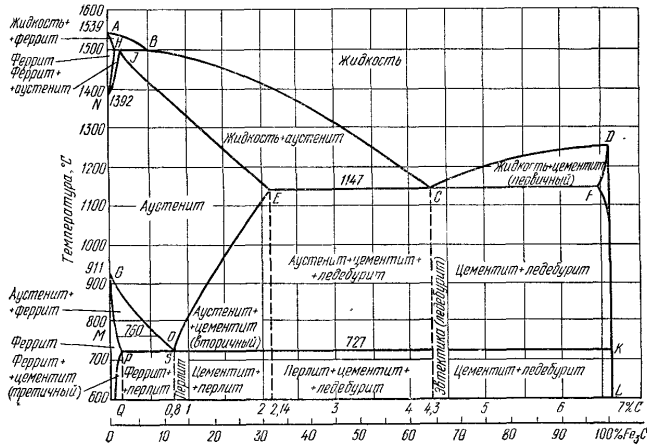 1600
1539
1500
1400
1300
1200
1100
1000
911
900
800
700
600
Температура, °C
Жидкость+
+феррит
Феррит
Феррит+
+аустенит
A
H
J
B
N
1392
Жидкость
Жидкость+аустенит
D
Жидкость+цементит
(первичный)
1147
E
C
F
Аустенит
G
Аустенит+цементит+
+ледебурит
Цементит+ледебурит
Аустенит+
+феррит
M
760
O
S
Аустенит+
+цементит
(вторичный)
727
K
Эвтектика (ледебурит)
Феррит
Феррит+
+цементит
(третичный)
P
Феррит+
+перлит
Перлит
Цементит+
+перлит
Перлит+цементит+
+ледебурит
Цементит+ледебурит
L
Q 0,8 1 2 2,14 3 4 4,3 5 6 7%C
0 10 20 30 40 50 60 70 80 90 100%Fe3C